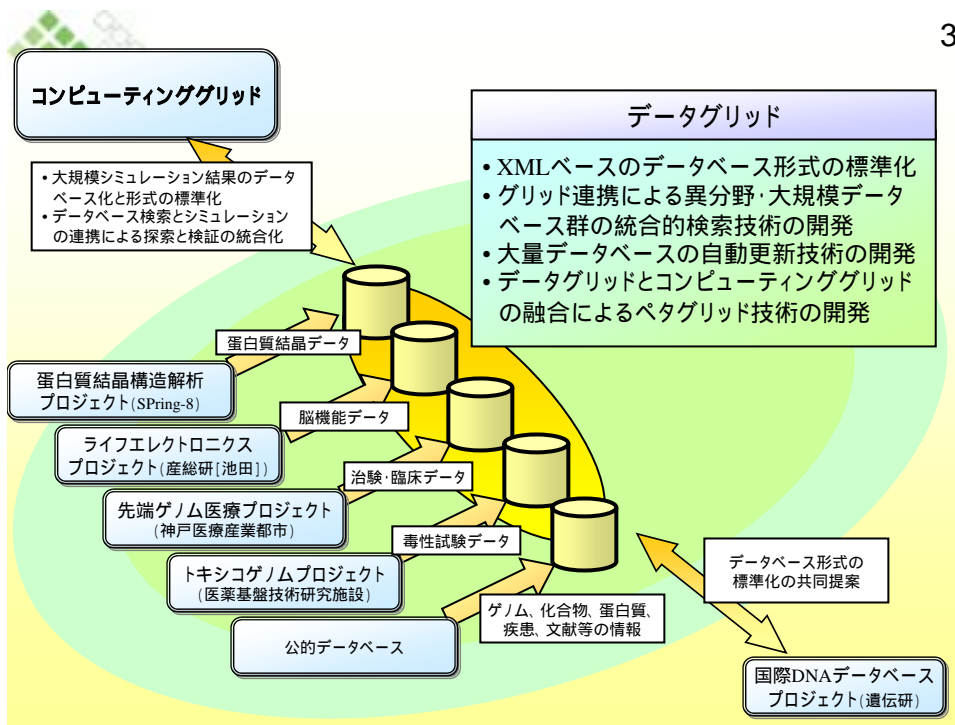 3
コンピューティンググリッド
データグリッド
• XMLベースのデータベース形式の標準化
• グリッド連携による異分野･大規模データ
ベース群の統合的検索技術の開発
• 大量データベースの自動更新技術の開発
• データグリッドとコンピューティンググリッド
の融合によるペタグリッド技術の開発
• 大規模シミュレーション結果のデータ
ベース化と形式の標準化
• データベース検索とシミュレーション
の連携による探索と検証の統合化
蛋白質結晶データ
蛋白質結晶構造解析
プロジェクト(SPring-8)
脳機能データ
ライフエレクトロニクス
プロジェクト(産総研[池田])
治験･臨床データ
先端ゲノム医療プロジェクト
(神戸医療産業都市)
毒性試験データ
トキシコゲノムプロジェクト
(医薬基盤技術研究施設)
ゲノム、化合物、蛋白質、
疾患、文献等の情報
公的データベース
データベース形式の
標準化の共同提案
国際DNAデータベース
プロジェクト(遺伝研)